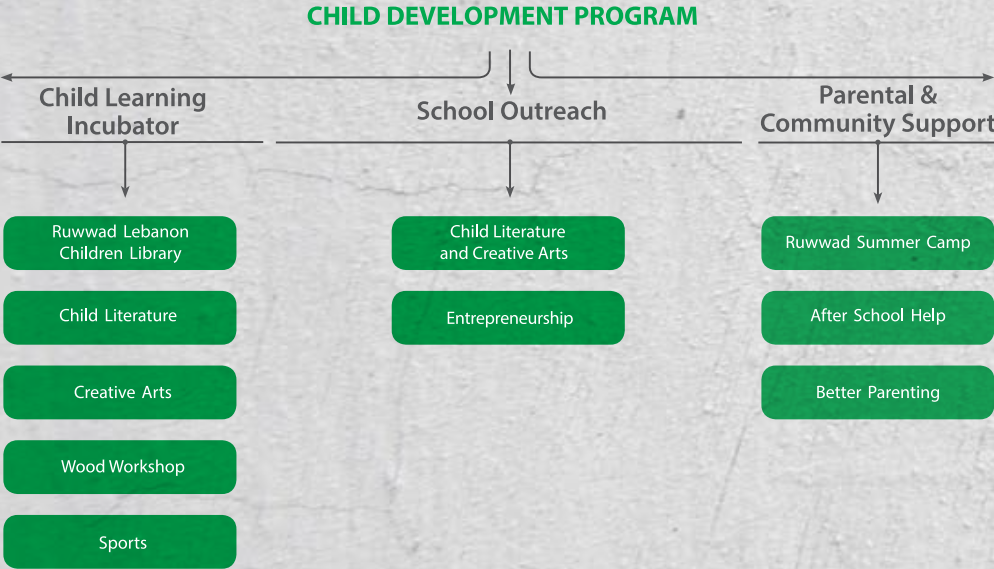 CHILD DEVELOPMENT PROGRAM
Child Learning
Incubator
Ruwwad Lebanon
Children Library
Child Literature
Creative Arts
Wood Workshop
Sports
School Outreach
Child Literature
and Creative Arts
Entrepreneurship
Parental &
Community Support
Ruwwad Summer Camp
After School Help
Better Parenting